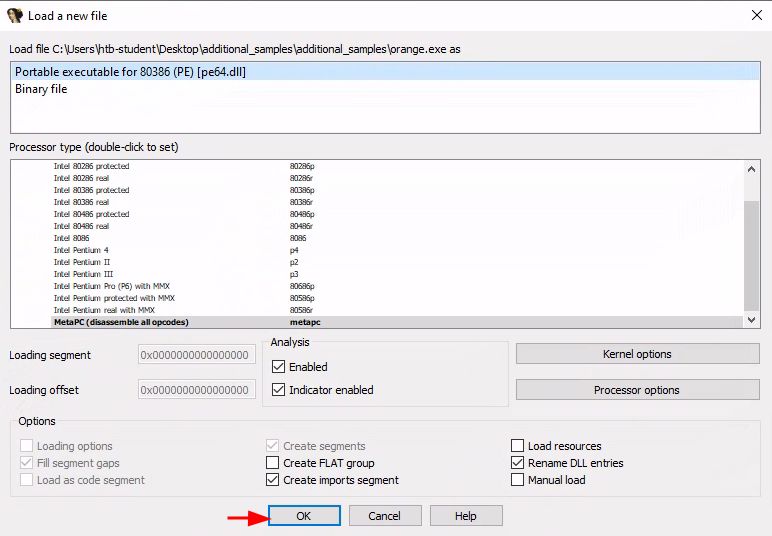 Load a new file
Load file C:\Users\htb-student\Desktop\additional_samples\additional_samples\orange.exe as
Portable executable for 80386 (PE) [pe64.dll]
Binary file
Processor type (double-click to set)
Intel 80286 protected 80286p
Intel 80286 real 80286r
Intel 80386 protected 80386p
Intel 80386 real 80386r
Intel 80486 protected 80486p
Intel 80486 real 80486r
Intel 8086 8086
Intel Pentium 4 p4
Intel Pentium II p2
Intel Pentium III p3
Intel Pentium Pro (P6) with MMX 80686p
Intel Pentium protected with MMX 80586p
Intel Pentium real with MMX 80586r
MetaPC (disassemble all opcodes) metapc
Loading segment 0x0000000000000000
Loading offset 0x0000000000000000
Analysis
Enabled
Indicator enabled
Kernel options
Processor options
Options
Loading options
Fill segment gaps
Load as code segment
Create segments
Create FLAT group
Create imports segment
Load resources
Rename DLL entries
Manual load
OK Cancel Help